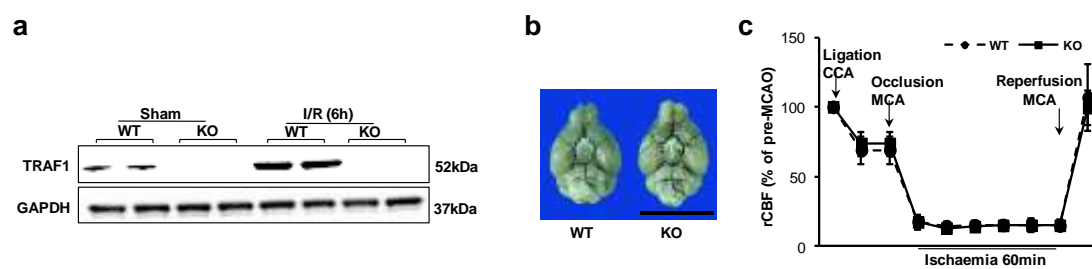 a
Sham
I/R (6h)
WT
KO
WT
KO
TRAF1
52kDa
GAPDH
37kDa
b
WT
KO
c
rCBF (% of pre-MCAO)
150
100
50
0
WT
KO
Ligation
CCA
Occlusion
MCA
Reperfusion
MCA
Ischaemia 60min